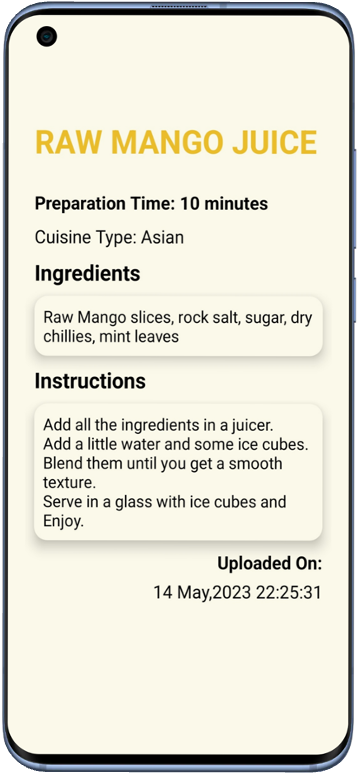 RAW MANGO JUICE
Preparation Time: 10 minutes
Cuisine Type: Asian
Ingredients
Raw Mango slices, rock salt, sugar, dry
chillies, mint leaves
Instructions
Add all the ingredients in a juicer.
Add a little water and some ice cubes.
Blend them until you get a smooth
texture.
Serve in a glass with ice cubes and
Enjoy.
Uploaded On:
14 May,2023 22:25:31